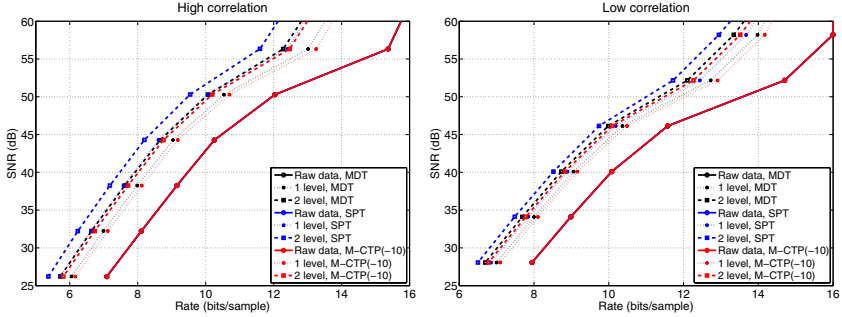 High correlation
60
55
50
45
40
35
30
25
SNR (dB)
6 8 10 12 14 16
Rate (bits/sample)
Raw data, MDT
1 level, MDT
2 level, MDT
Raw data, SPT
1 level, SPT
2 level, SPT
Raw data, M−CTP(−10)
1 level, M−CTP(−10)
2 level, M−CTP(−10)
Low correlation
60
55
50
45
40
35
30
25
SNR (dB)
6 8 10 12 14 16
Rate (bits/sample)
Raw data, MDT
1 level, MDT
2 level, MDT
Raw data, SPT
1 level, SPT
2 level, SPT
Raw data, M−CTP(−10)
1 level, M−CTP(−10)
2 level, M−CTP(−10)